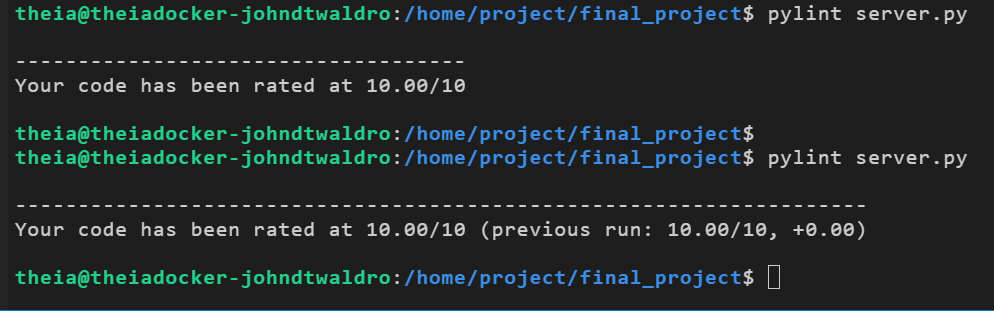 theia@theiadocker-johndtwaldro:/home/project/final_project$ pylint server.py
------------------------------------
Your code has been rated at 10.00/10
theia@theiadocker-johndtwaldro:/home/project/final_project$
theia@theiadocker-johndtwaldro:/home/project/final_project$ pylint server.py
--------------------------------------------------------------------
Your code has been rated at 10.00/10 (previous run: 10.00/10, +0.00)
theia@theiadocker-johndtwaldro:/home/project/final_project$